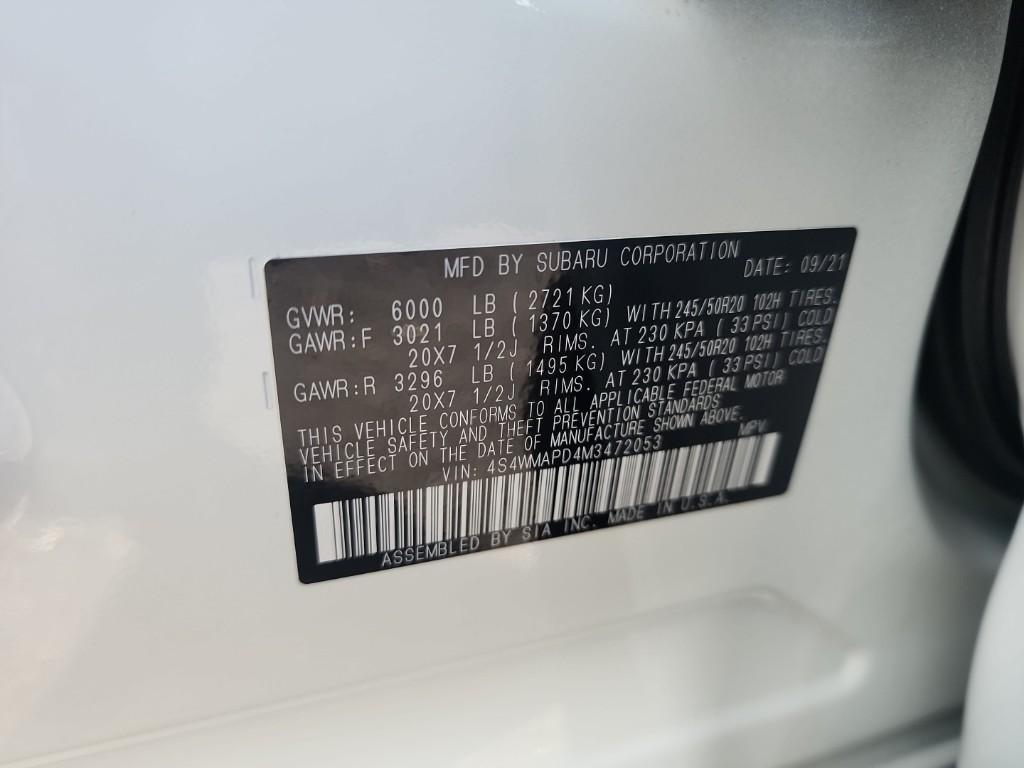 MFD BY SUBARU CORPORATION DATE: 09/21
GVWR: 6000 LB ( 2721 KG)
GAWR:F 3021 LB ( 1370 KG) WITH 245/50R20 102H TIRES.
20X7 1/2J RIMS. AT 230 KPA ( 33 PSI) COLD
GAWR:R 3296 LB ( 1495 KG) WITH 245/50R20 102H TIRES.
20X7 1/2J RIMS. AT 230 KPA ( 33 PSI) COLD
THIS VEHICLE CONFORMS TO ALL APPLICABLE FEDERAL MOTOR
VEHICLE SAFETY AND THEFT PREVENTION STANDARDS
IN EFFECT ON THE DATE OF MANUFACTURE SHOWN ABOVE.
VIN: 4S4WMAPD4M3472053 MPV
ASSEMBLED BY SIA INC. MADE IN U.S.A.